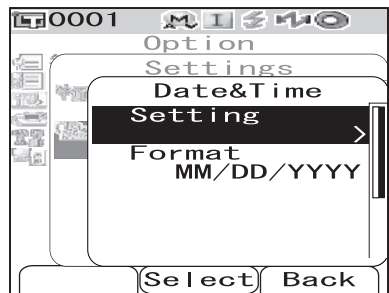 0001 M I
Option
Settings
Date&Time
Setting
>
Format
MM/DD/YYYY
Select Back